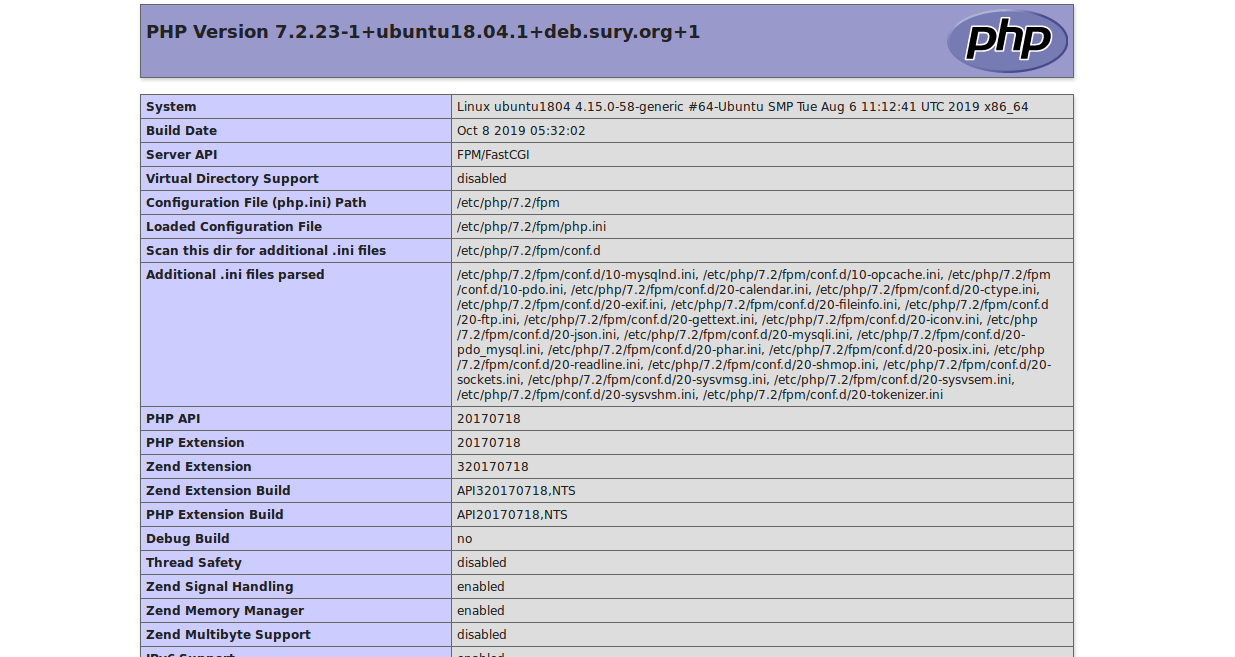 PHP Version 7.2.23-1+ubuntu18.04.1+deb.sury.org+1
php
System Linux ubuntu1804 4.15.0-58-generic #64-Ubuntu SMP Tue Aug 6 11:12:41 UTC 2019 x86_64
Build Date Oct 8 2019 05:32:02
Server API FPM/FastCGI
Virtual Directory Support disabled
Configuration File (php.ini) Path /etc/php/7.2/fpm
Loaded Configuration File /etc/php/7.2/fpm/php.ini
Scan this dir for additional .ini files /etc/php/7.2/fpm/conf.d
Additional .ini files parsed /etc/php/7.2/fpm/conf.d/10-mysqlnd.ini, /etc/php/7.2/fpm/conf.d/10-opcache.ini, /etc/php/7.2/fpm
/conf.d/10-pdo.ini, /etc/php/7.2/fpm/conf.d/20-calendar.ini, /etc/php/7.2/fpm/conf.d/20-ctype.ini,
/etc/php/7.2/fpm/conf.d/20-exif.ini, /etc/php/7.2/fpm/conf.d/20-fileinfo.ini, /etc/php/7.2/fpm/conf.d
/20-ftp.ini, /etc/php/7.2/fpm/conf.d/20-gettext.ini, /etc/php/7.2/fpm/conf.d/20-iconv.ini, /etc/php
/7.2/fpm/conf.d/20-json.ini, /etc/php/7.2/fpm/conf.d/20-mysqli.ini, /etc/php/7.2/fpm/conf.d/20-
pdo_mysql.ini, /etc/php/7.2/fpm/conf.d/20-phar.ini, /etc/php/7.2/fpm/conf.d/20-posix.ini, /etc/php
/7.2/fpm/conf.d/20-readline.ini, /etc/php/7.2/fpm/conf.d/20-shmop.ini, /etc/php/7.2/fpm/conf.d/20-
sockets.ini, /etc/php/7.2/fpm/conf.d/20-sysvmsg.ini, /etc/php/7.2/fpm/conf.d/20-sysvsem.ini,
/etc/php/7.2/fpm/conf.d/20-sysvshm.ini, /etc/php/7.2/fpm/conf.d/20-tokenizer.ini
PHP API 20170718
PHP Extension 20170718
Zend Extension 320170718
Zend Extension Build API320170718,NTS
PHP Extension Build API20170718,NTS
Debug Build no
Thread Safety disabled
Zend Signal Handling enabled
Zend Memory Manager enabled
Zend Multibyte Support disabled